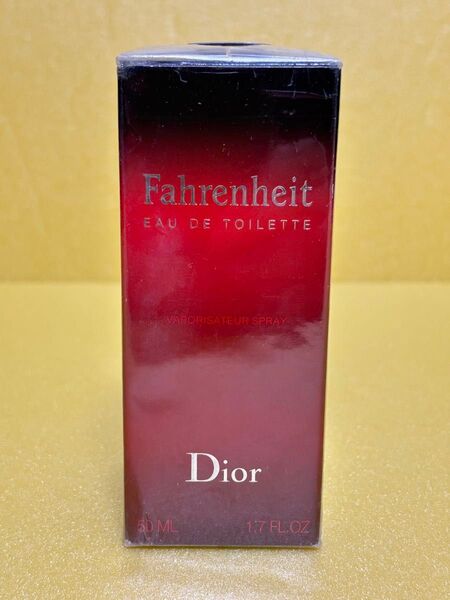 Fahrenheit
EAU DE TOILETTE
VAPORISATEUR SPRAY
Dior
50 ML 1.7 FL.OZ